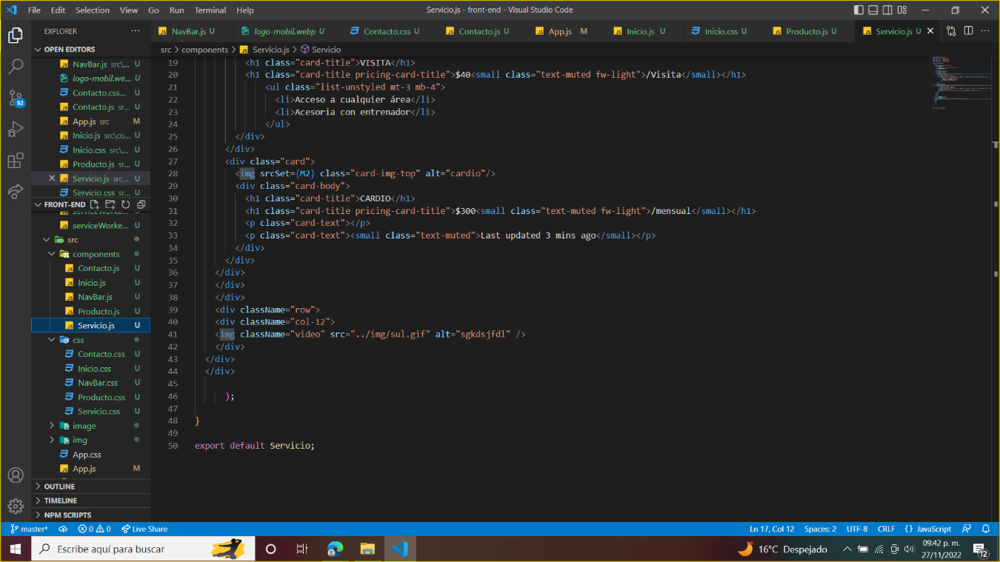 File Edit Selection View Go Run Terminal Help
Servicio.js - front-end - Visual Studio Code
EXPLORER
NavBar.js U
logo-mobil.webp U
Contacto.css U
Contacto.js U
App.js M
Inicio.js U
Inicio.css U
Producto.js U
Servicio.js U
src > components > Servicio.js > Servicio
OPEN EDITORS
NavBar.js src\... U
logo-mobil.we... U
Contacto.css... U
Contacto.js sr... U
App.js src M
Inicio.js src\co... U
Inicio.css src\... U
Producto.js sr... U
Servicio.js src... U
Servicio.css src... U
FRONT-END
serviceWorke... U
serviceWorke... U
src
components
Contacto.js U
Inicio.js U
NavBar.js U
Producto.js U
Servicio.js U
css
Contacto.css U
Inicio.css U
NavBar.css U
Producto.css U
Servicio.css U
image
img
App.css
App.js M
OUTLINE
TIMELINE
NPM SCRIPTS
92
19 <h1 class="card-title">VISITA</h1>
20 <h1 class="card-title pricing-card-title">$40<small class="text-muted fw-light">/Visita</small></h1>
21 <ul class="list-unstyled mt-3 mb-4">
22 <li>Acceso a cualquier área</li>
23 <li>Acesoria con entrenador</li>
24 </ul>
25 </div>
26 </div>
27 <div class="card">
28 <img srcSet={M2} class="card-img-top" alt="cardio"/>
29 <div class="card-body">
30 <h1 class="card-title">CARDIO</h1>
31 <h1 class="card-title pricing-card-title">$300<small class="text-muted fw-light">/mensual</small></h1>
32 <p class="card-text"></p>
33 <p class="card-text"><small class="text-muted">Last updated 3 mins ago</small></p>
34 </div>
35 </div>
36 </div>
37 </div>
38 </div>
39 <div className="row">
40 <div className="col-12">
41 <img className="video" src="../img/sul.gif" alt="sgkdsjfdl" />
42 </div>
43 </div>
44 </div>
45
46 );
47
48 }
49
50 export default Servicio;
master* 0 0 Live Share
Ln 17, Col 12 Spaces: 2 UTF-8 CRLF {} JavaScript
Escribe aquí para buscar
16°C Despejado
09:42 p. m.
27/11/2022
12